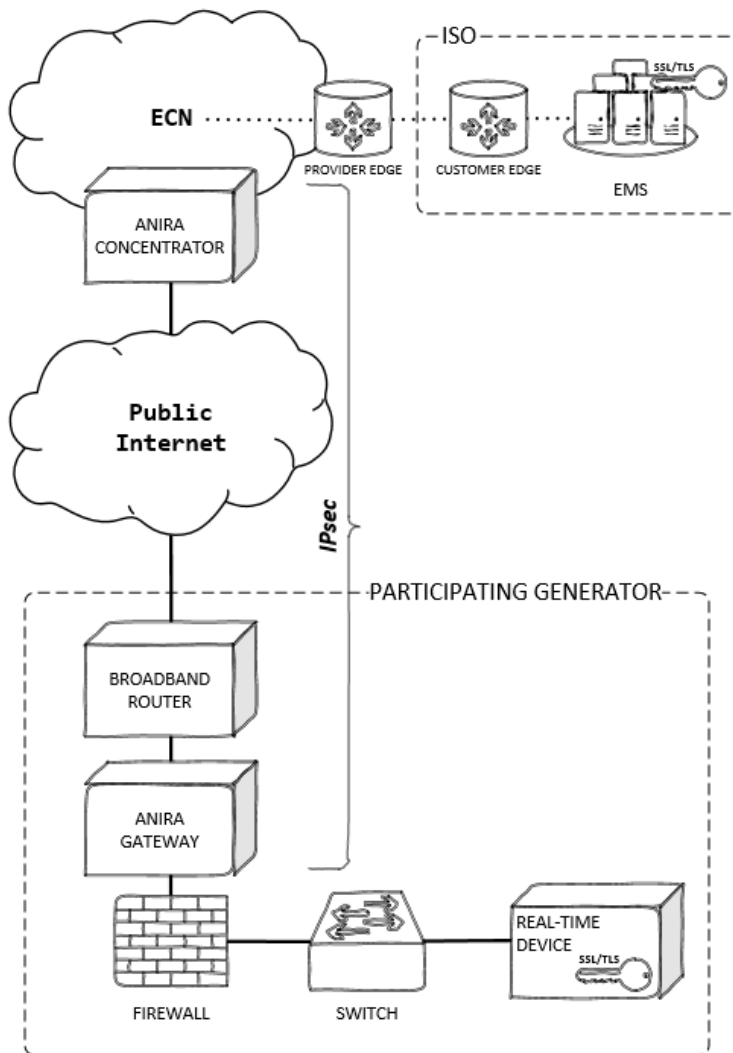 ISO
SSL/TLS
ECN
PROVIDER EDGE
CUSTOMER EDGE
EMS
ANIRA
CONCENTRATOR
Public
Internet
IPsec
PARTICIPATING GENERATOR
BROADBAND
ROUTER
ANIRA
GATEWAY
REAL-TIME
DEVICE
SSL/TLS
FIREWALL
SWITCH